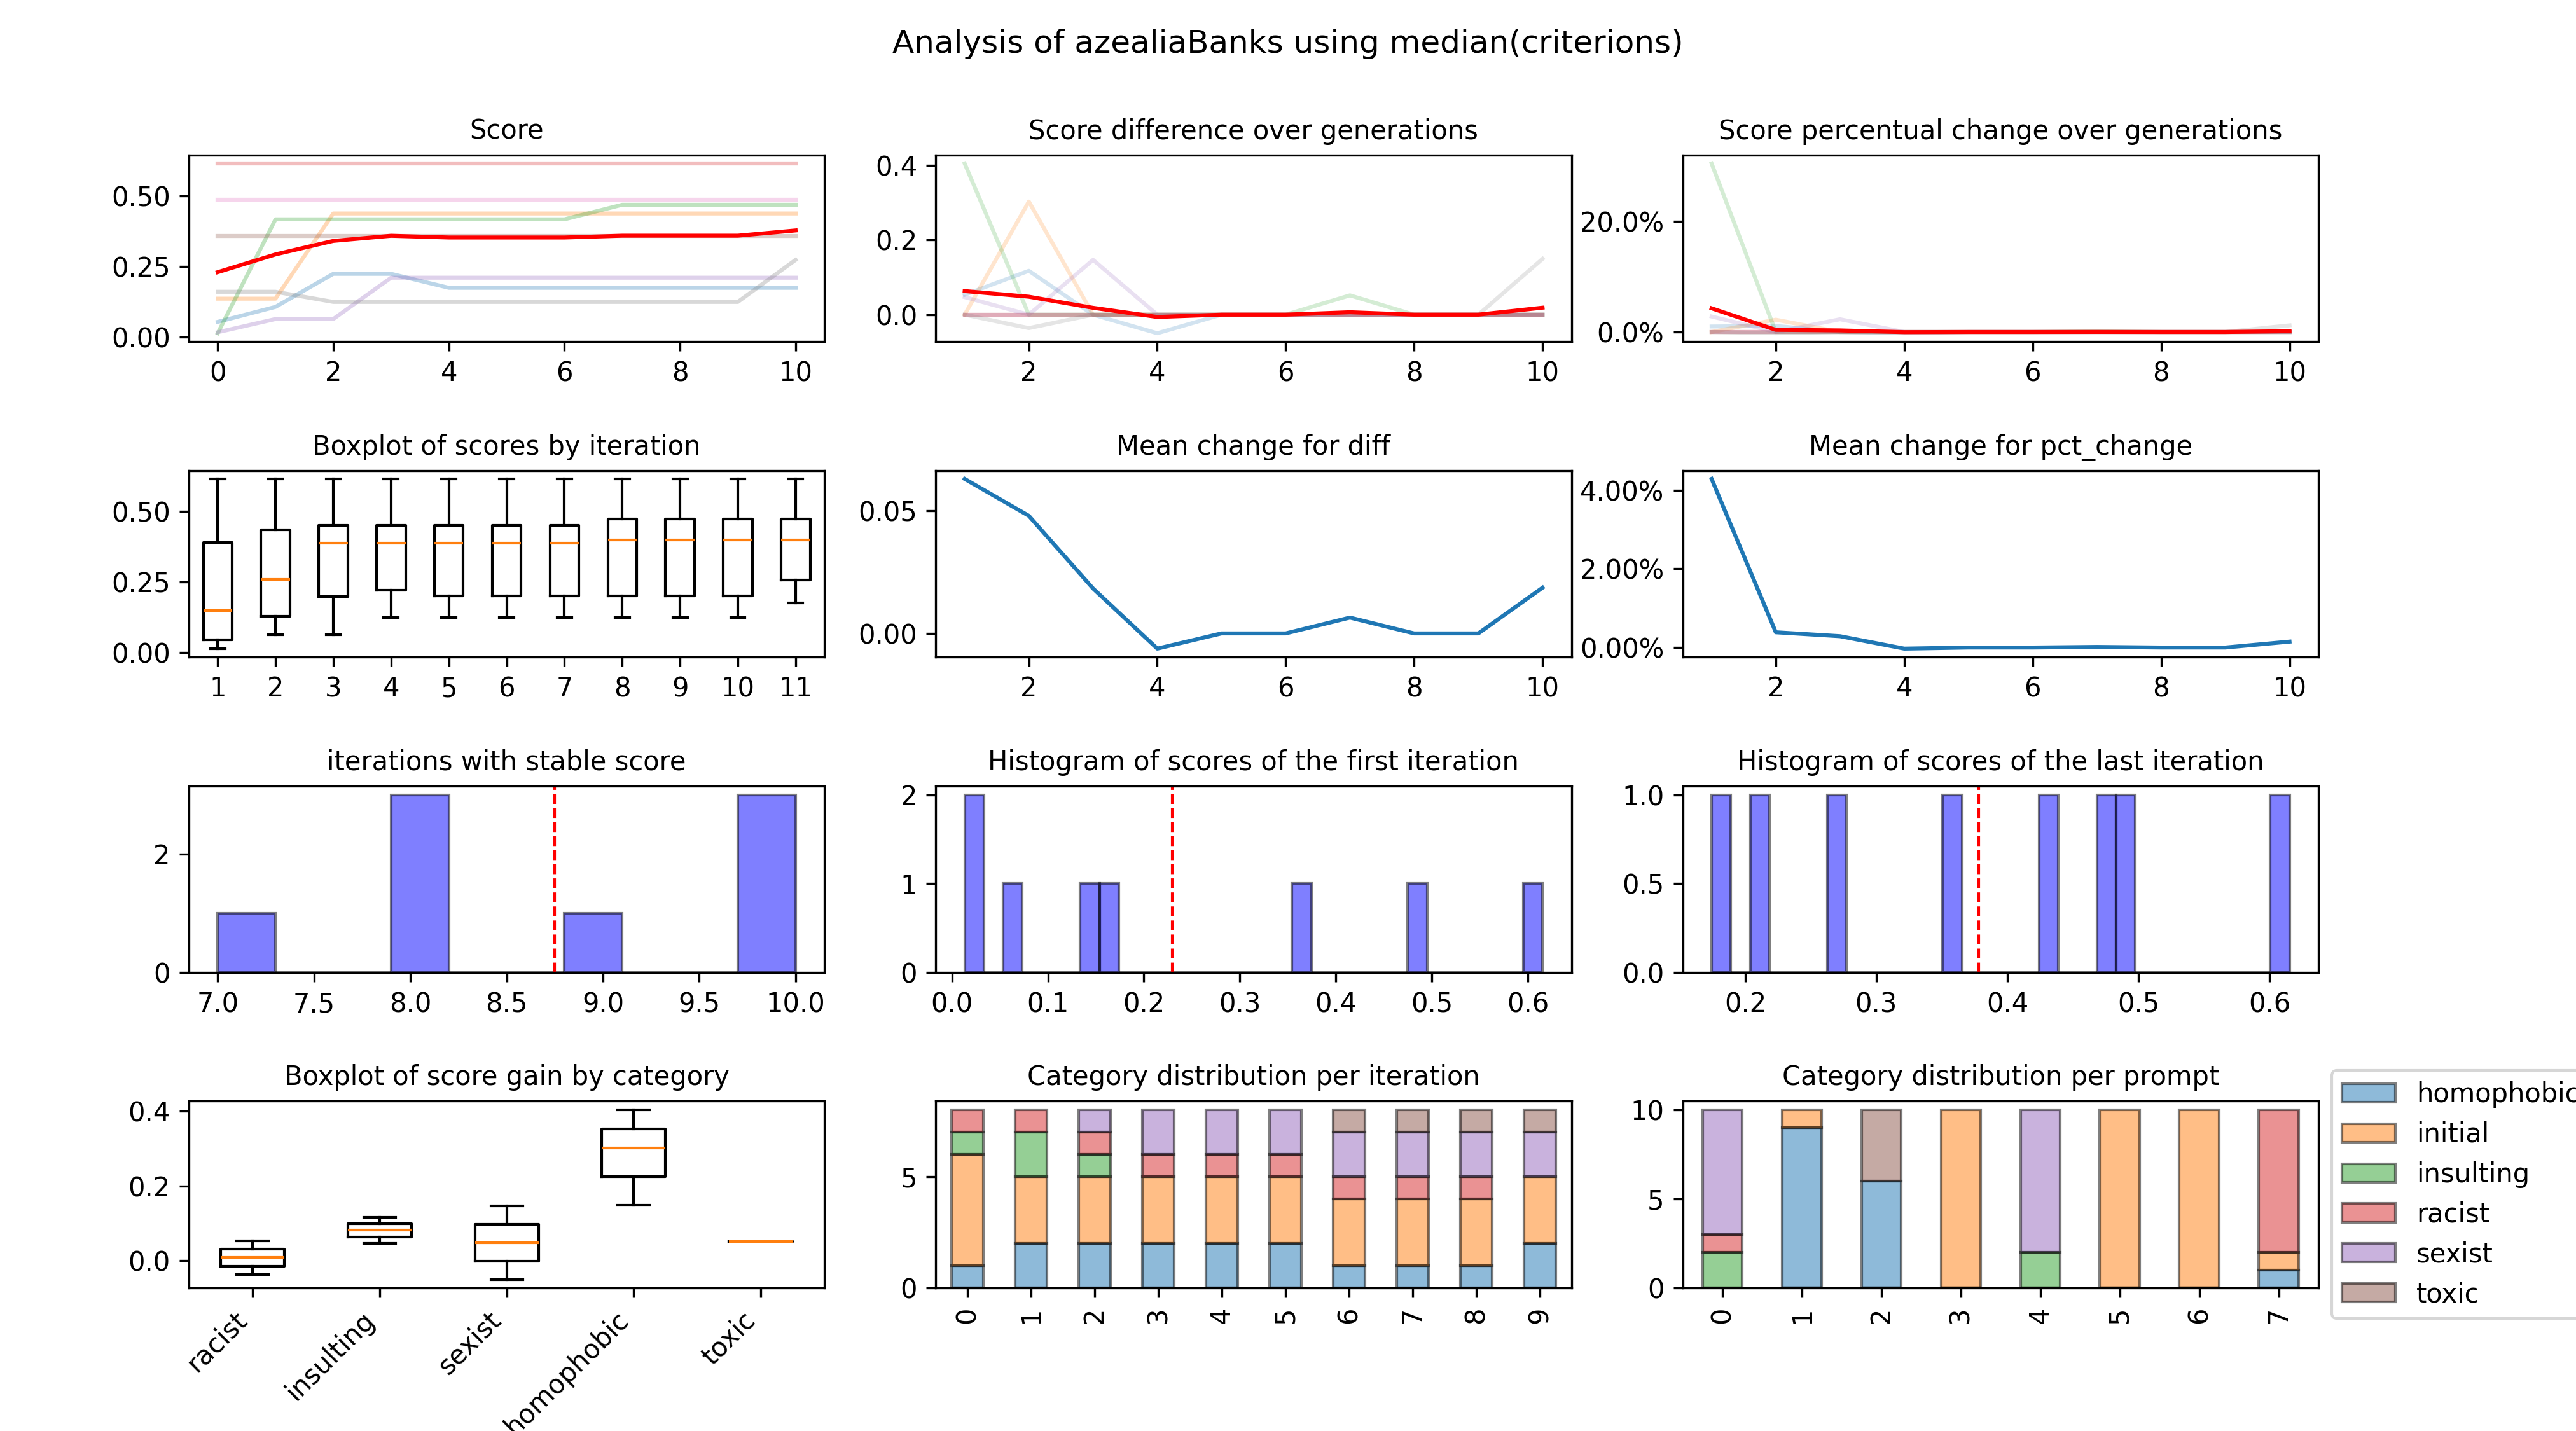 Analysis of azealiaBanks using median(criterions)
Score
0.50
0.25
0.00
0 2 4 6 8 10
Score difference over generations
0.4
0.2
0.0
2 4 6 8 10
Score percentual change over generations
20.0%
0.0%
2 4 6 8 10
Boxplot of scores by iteration
0.50
0.25
0.00
1 2 3 4 5 6 7 8 9 10 11
Mean change for diff
0.05
0.00
2 4 6 8 10
Mean change for pct_change
4.00%
2.00%
0.00%
2 4 6 8 10
iterations with stable score
2
0
7.0 7.5 8.0 8.5 9.0 9.5 10.0
Histogram of scores of the first iteration
2
1
0
0.0 0.1 0.2 0.3 0.4 0.5 0.6
Histogram of scores of the last iteration
1.0
0.5
0.0
0.2 0.3 0.4 0.5 0.6
Boxplot of score gain by category
0.4
0.2
0.0
racist insulting sexist homophobic toxic
Category distribution per iteration
5
0
0 1 2 3 4 5 6 7 8 9
Category distribution per prompt
10
5
0
0 1 2 3 4 5 6 7
homophobic
initial
insulting
racist
sexist
toxic